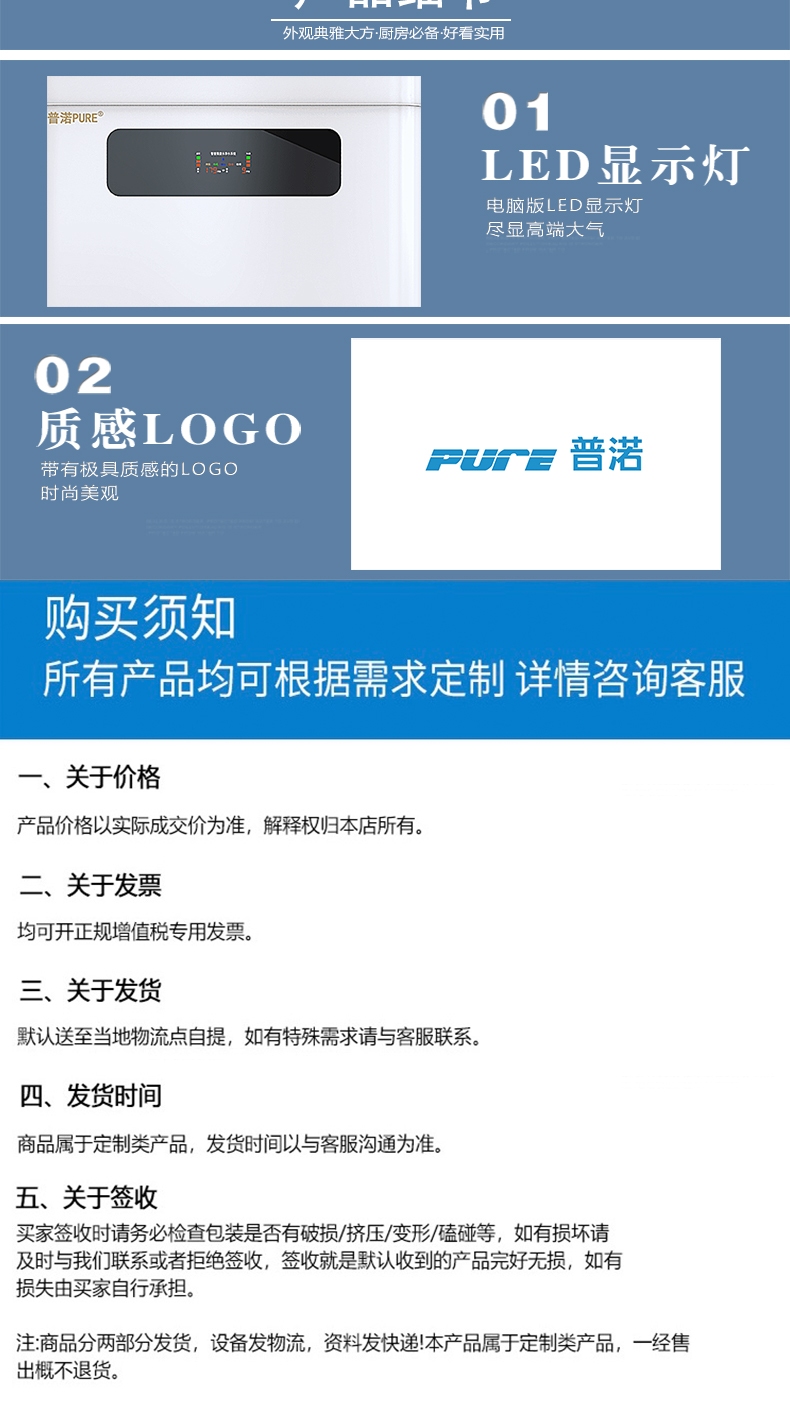 外观典雅大方·厨房必备·好看实用
普渃PURE®
01
LED显示灯
电脑版LED显示灯
尽显高端大气
02
质感LOGO
带有极具质感的LOGO
时尚美观
PURE 普渃
购买须知
所有产品均可根据需求定制 详情咨询客服
一、关于价格
产品价格以实际成交价为准，解释权归本店所有。
二、关于发票
均可开正规增值税专用发票。
三、关于发货
默认送至当地物流点自提，如有特殊需求请与客服联系。
四、发货时间
商品属于定制类产品，发货时间以与客服沟通为准。
五、关于签收
买家签收时请务必检查包装是否有破损/挤压/变形/磕碰等，如有损坏请
及时与我们联系或者拒绝签收，签收就是默认收到的产品完好无损，如有
损失由买家自行承担。
注:商品分两部分发货，设备发物流，资料发快递!本产品属于定制类产品，一经售
出概不退货。